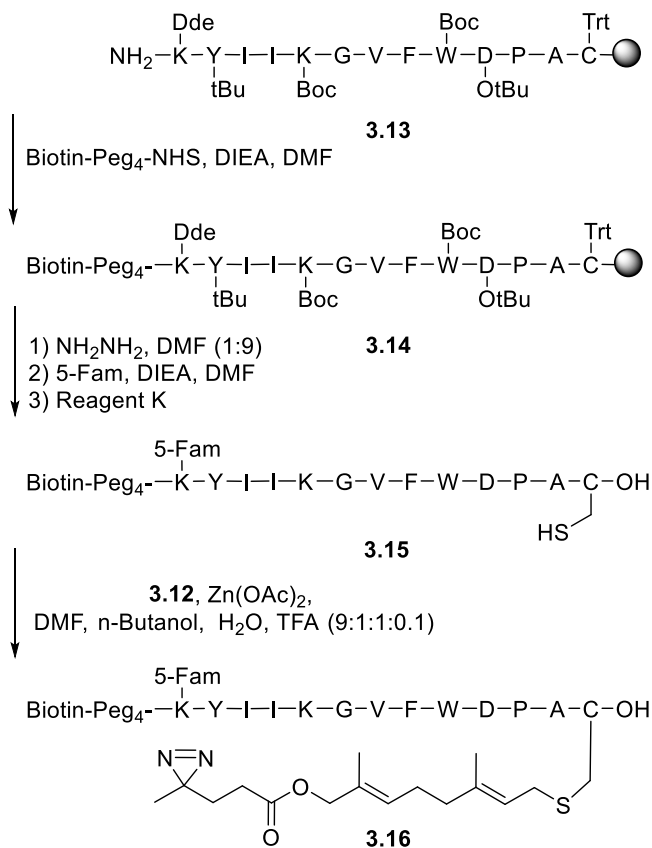 Dde Boc Trt
NH2–K–Y–I–I–K–G–V–F–W–D–P–A–C–
tBu Boc OtBu
3.13
Biotin-Peg4-NHS, DIEA, DMF
Dde Boc Trt
Biotin-Peg4-–K–Y–I–I–K–G–V–F–W–D–P–A–C–
tBu Boc OtBu
3.14
1) NH2NH2, DMF (1:9)
2) 5-Fam, DIEA, DMF
3) Reagent K
5-Fam
Biotin-Peg4-–K–Y–I–I–K–G–V–F–W–D–P–A–C–OH
HS
3.15
3.12, Zn(OAc)2,
DMF, n-Butanol, H2O, TFA (9:1:1:0.1)
5-Fam
Biotin-Peg4-–K–Y–I–I–K–G–V–F–W–D–P–A–C–OH
N=N
O
S
O
3.16